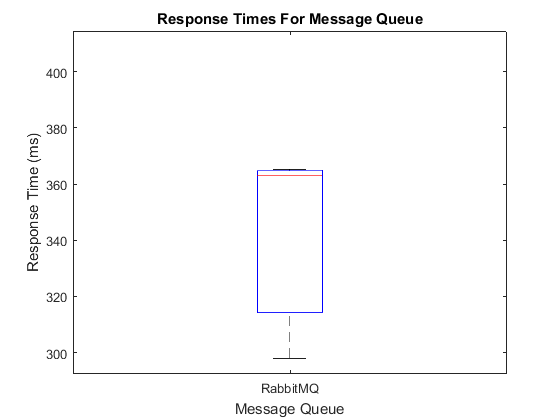 Response Times For Message Queue
Response Time (ms)
400
380
360
340
320
300
RabbitMQ
Message Queue